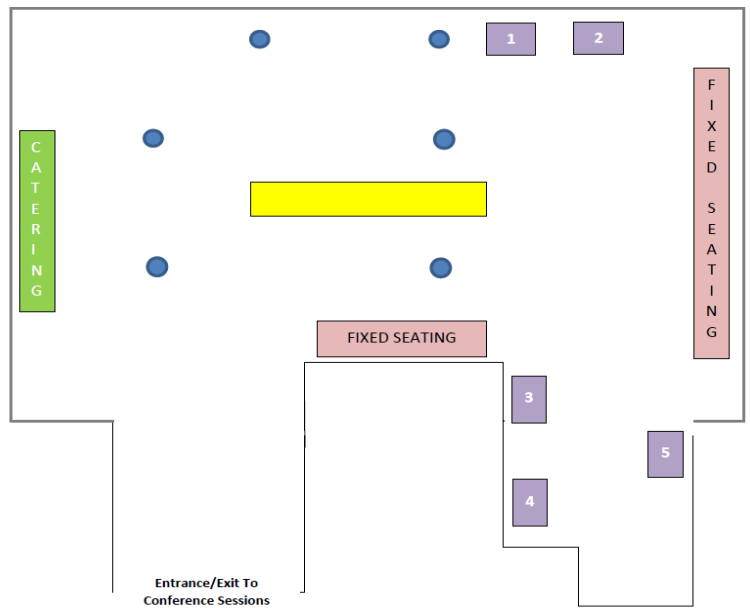 1
2
CATERING
FIXED SEATING
FIXED SEATING
3
5
4
Entrance/Exit To
Conference Sessions